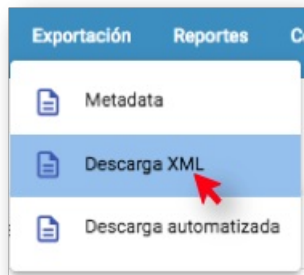 Exportación Reportes
Metadata
Descarga XML
Descarga automatizada